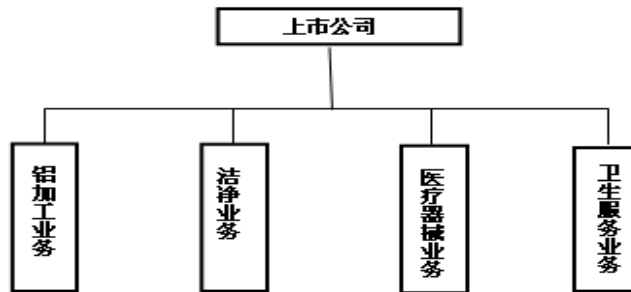 上市公司
铝加工业务
洁净业务
医疗器械业务
卫生服务业务